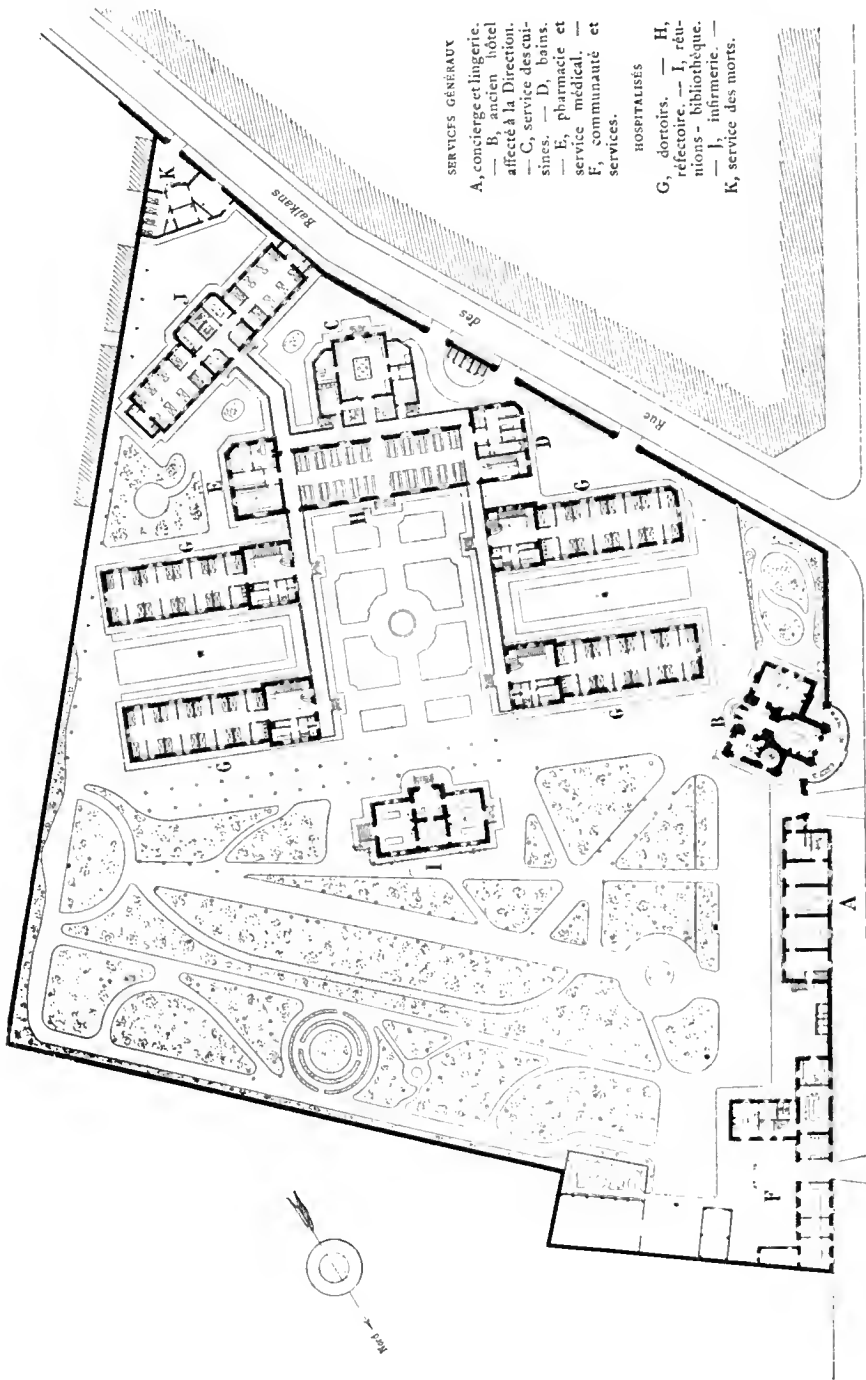 SERVICES GÉNÉRAUX
A, concierge et lingerie.
— B, ancien hôtel
affecté à la Direction.
— C, service des cui-
sines. — D, bains.
— E, pharmacie et
service médical. —
F, communauté et
services.
HOSPITALISÉS
G, dortoirs. — H,
réfectoire. — I, réu-
nions - bibliothèque.
— J, infirmerie. —
K, service des morts.
Rue des Balkans
K
J
C
E
H
D
G
G
G
G
B
I
A
F
Nord